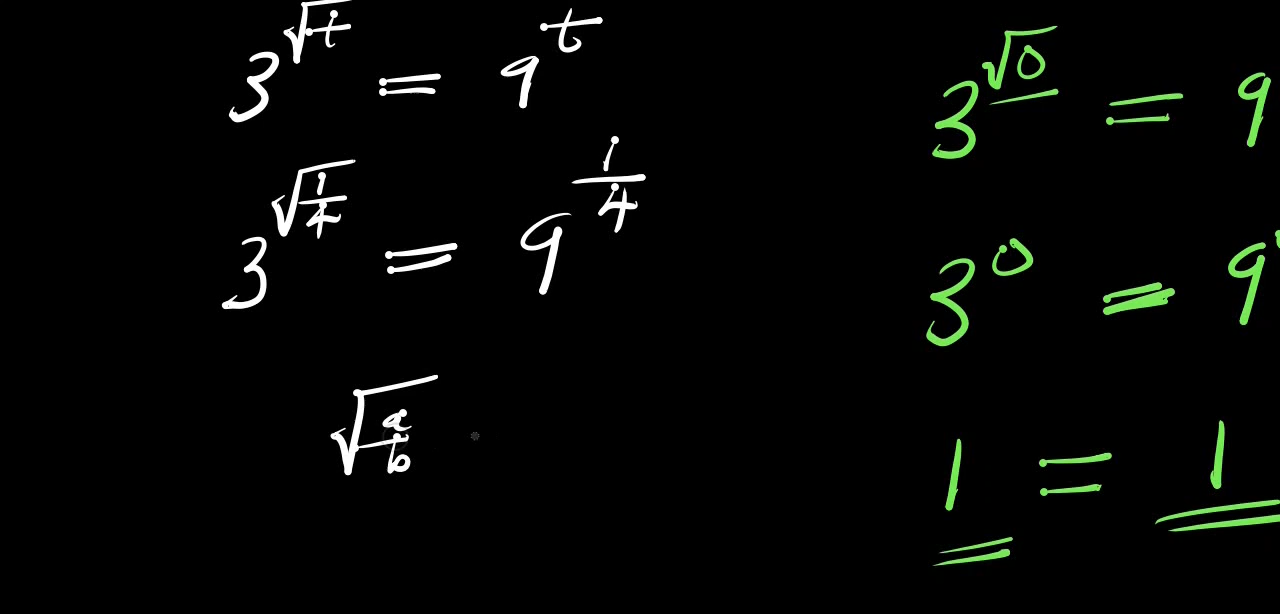 3^√t = 9^t
3^√(1/4) = 9^(1/4)
√(a/b)
3^√0 = 9
3^0 = 9
1 = 1